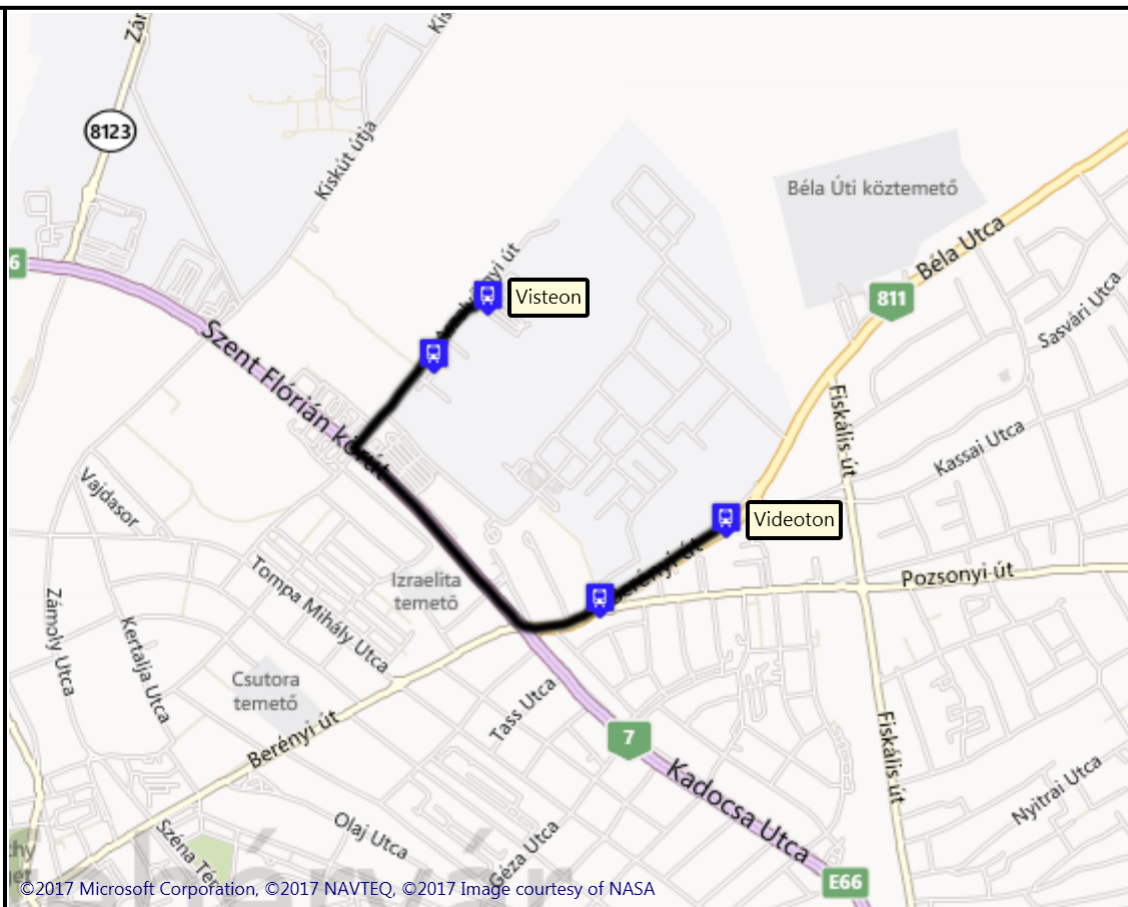 8123
Kiskút útja
Béla Úti köztemető
Béla Utca
811
Visteon
Sasvári Utca
Szent Flórián körút
Fiskális út
Kassai Utca
Vajdasor
Videoton
Berényi út
Pozsonyi út
Izraelita
temető
Tompa Mihály Utca
Zámoly Utca
Kertalja Utca
Csutora
temető
Tass Utca
Berényi út
7
Fiskális út
Kadocsa Utca
Nyitrai Utca
Olaj Utca
Géza Utca
E66
©2017 Microsoft Corporation, ©2017 NAVTEQ, ©2017 Image courtesy of NASA